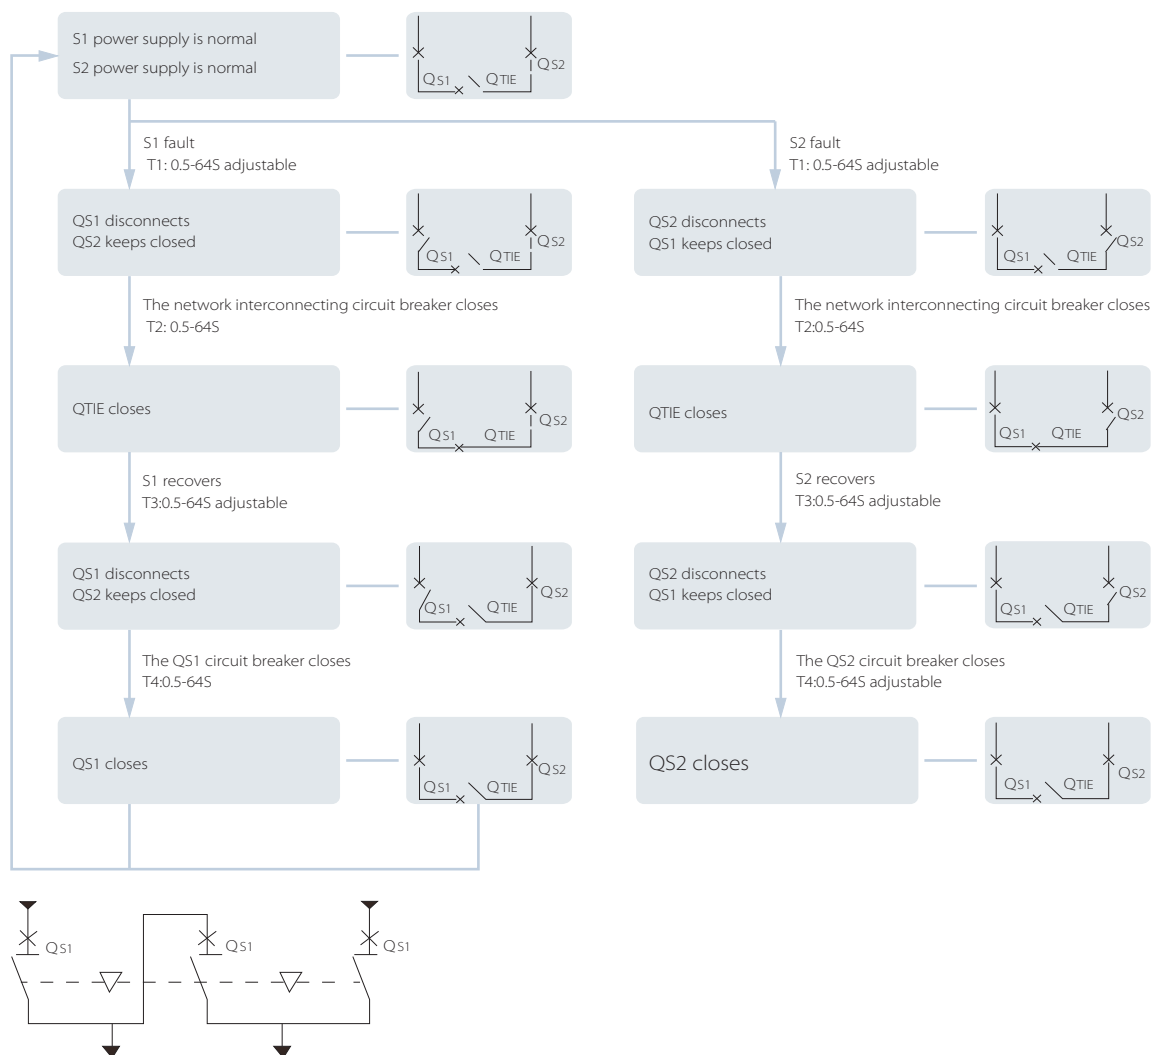 S1 power supply is normal
S2 power supply is normal
QS1 QTIE QS2
S1 fault
T1: 0.5-64S adjustable
S2 fault
T1: 0.5-64S adjustable
QS1 disconnects
QS2 keeps closed
QS1 QTIE QS2
QS2 disconnects
QS1 keeps closed
QS1 QTIE QS2
The network interconnecting circuit breaker closes
T2: 0.5-64S
The network interconnecting circuit breaker closes
T2:0.5-64S
QTIE closes
QS1 QTIE QS2
QTIE closes
QS1 QTIE QS2
S1 recovers
T3:0.5-64S adjustable
S2 recovers
T3:0.5-64S adjustable
QS1 disconnects
QS2 keeps closed
QS1 QTIE QS2
QS2 disconnects
QS1 keeps closed
QS1 QTIE QS2
The QS1 circuit breaker closes
T4:0.5-64S
The QS2 circuit breaker closes
T4:0.5-64S adjustable
QS1 closes
QS1 QTIE QS2
QS2 closes
QS1 QTIE QS2
QS1 QS1 QS1